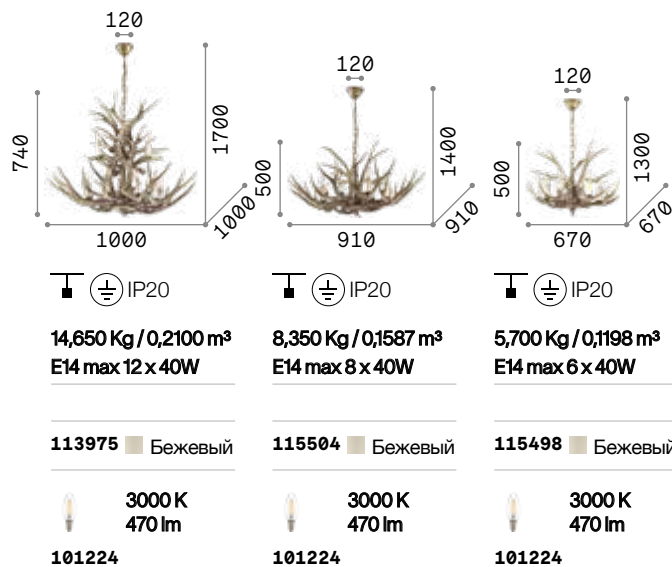 120
740
1700
1000
1000
IP20
14,650 Kg / 0,2100 m³
E14 max 12 x 40W
113975 Бежевый
3000 K
470 lm
101224
120
500
1400
910
910
IP20
8,350 Kg / 0,1587 m³
E14 max 8 x 40W
115504 Бежевый
3000 K
470 lm
101224
120
500
1300
670
670
IP20
5,700 Kg / 0,1198 m³
E14 max 6 x 40W
115498 Бежевый
3000 K
470 lm
101224